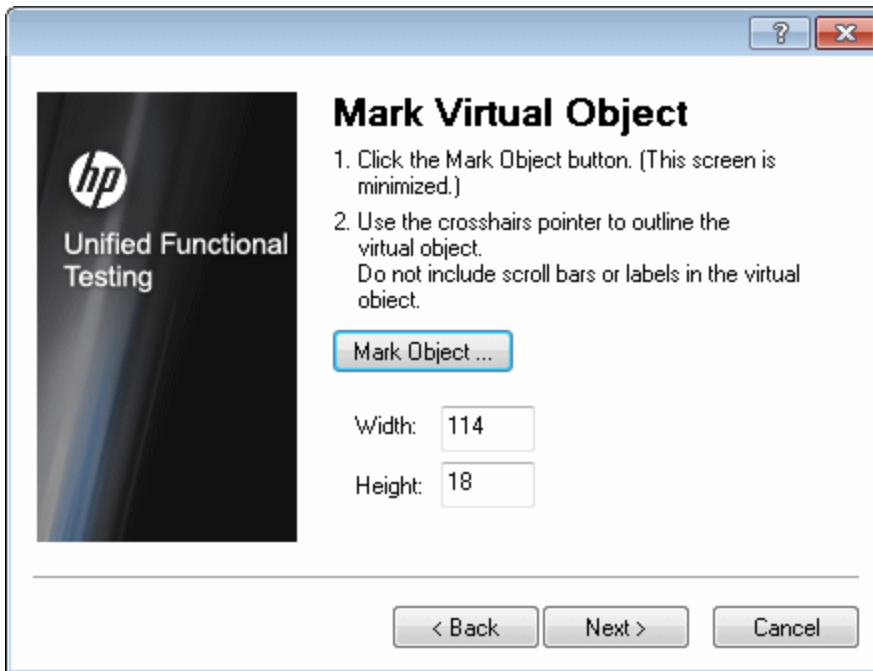 ?
X
hp
Unified Functional
Testing
Mark Virtual Object
1. Click the Mark Object button. (This screen is
minimized.)
2. Use the crosshairs pointer to outline the
virtual object.
Do not include scroll bars or labels in the virtual
object.
Mark Object ...
Width: 114
Height: 18
< Back Next > Cancel